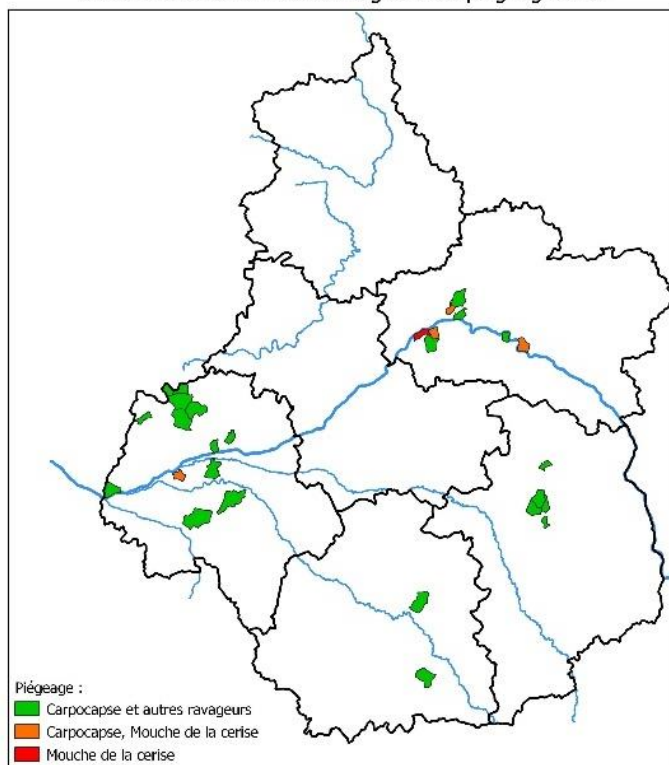 Piégeage :
Carpocapse et autres ravageurs
Carpocapse, Mouche de la cerise
Mouche de la cerise